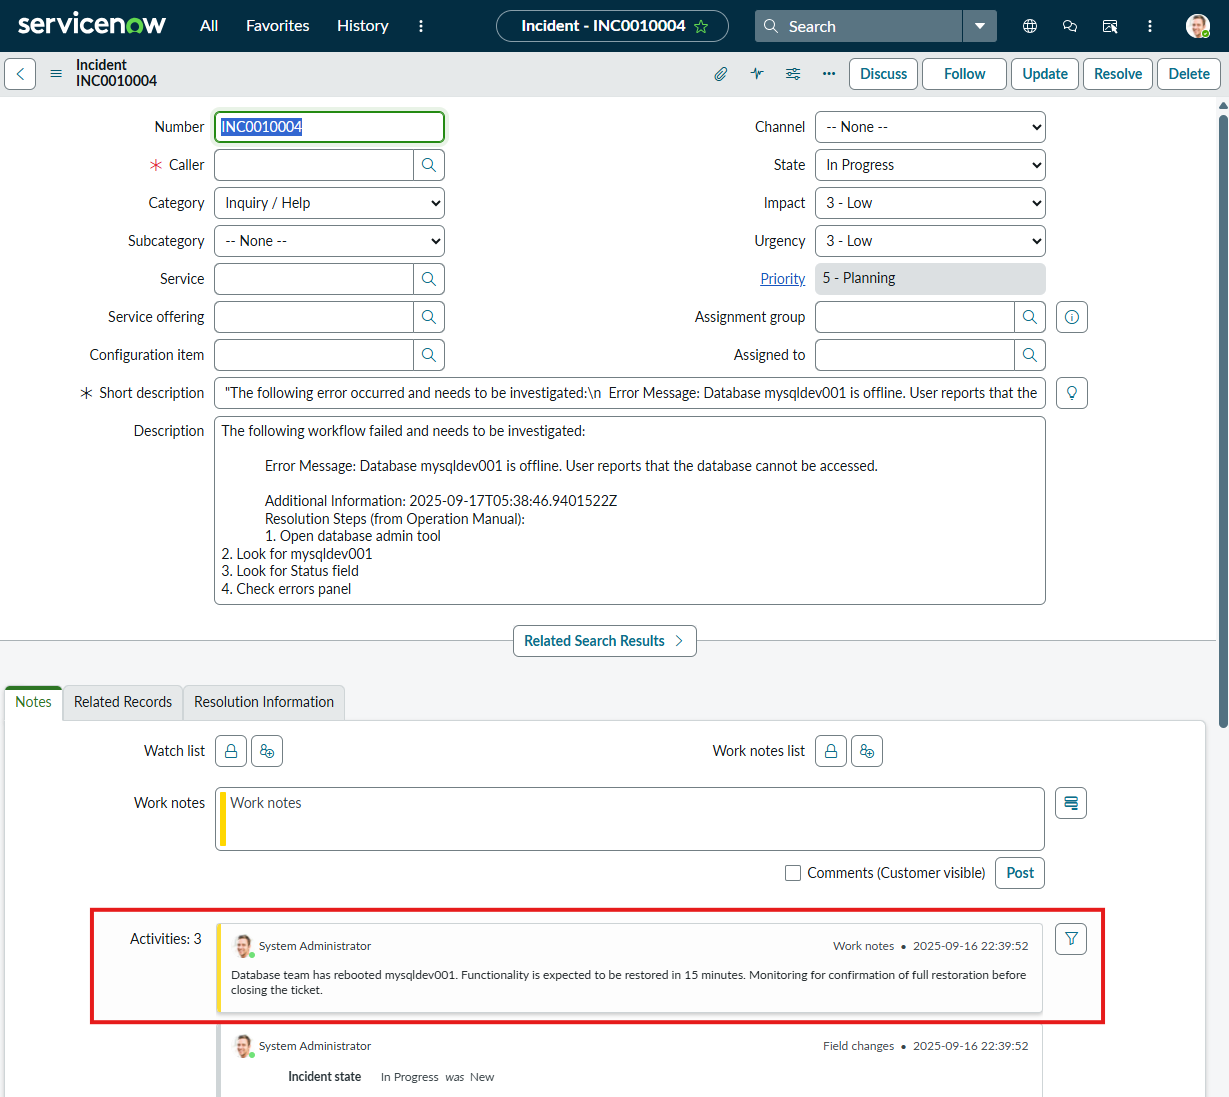 servicenow
All
Favorites
History
Incident - INC0010004
Search
Incident
INC0010004
Discuss
Follow
Update
Resolve
Delete
Number
INC0010004
Channel
-- None --
* Caller
State
In Progress
Category
Inquiry / Help
Impact
3 - Low
Subcategory
-- None --
Urgency
3 - Low
Service
Priority
5 - Planning
Service offering
Assignment group
Configuration item
Assigned to
* Short description
"The following error occurred and needs to be investigated:\n  Error Message: Database mysqldev001 is offline. User reports that the
Description
The following workflow failed and needs to be investigated:
Error Message: Database mysqldev001 is offline. User reports that the database cannot be accessed.
Additional Information: 2025-09-17T05:38:46.9401522Z
Resolution Steps (from Operation Manual):
1. Open database admin tool
2. Look for mysqldev001
3. Look for Status field
4. Check errors panel
Related Search Results
Notes
Related Records
Resolution Information
Watch list
Work notes list
Work notes
Work notes
Comments (Customer visible)
Post
Activities: 3
System Administrator
Work notes • 2025-09-16 22:39:52
Database team has rebooted mysqldev001. Functionality is expected to be restored in 15 minutes. Monitoring for confirmation of full restoration before
closing the ticket.
System Administrator
Field changes • 2025-09-16 22:39:52
Incident state
In Progress was New